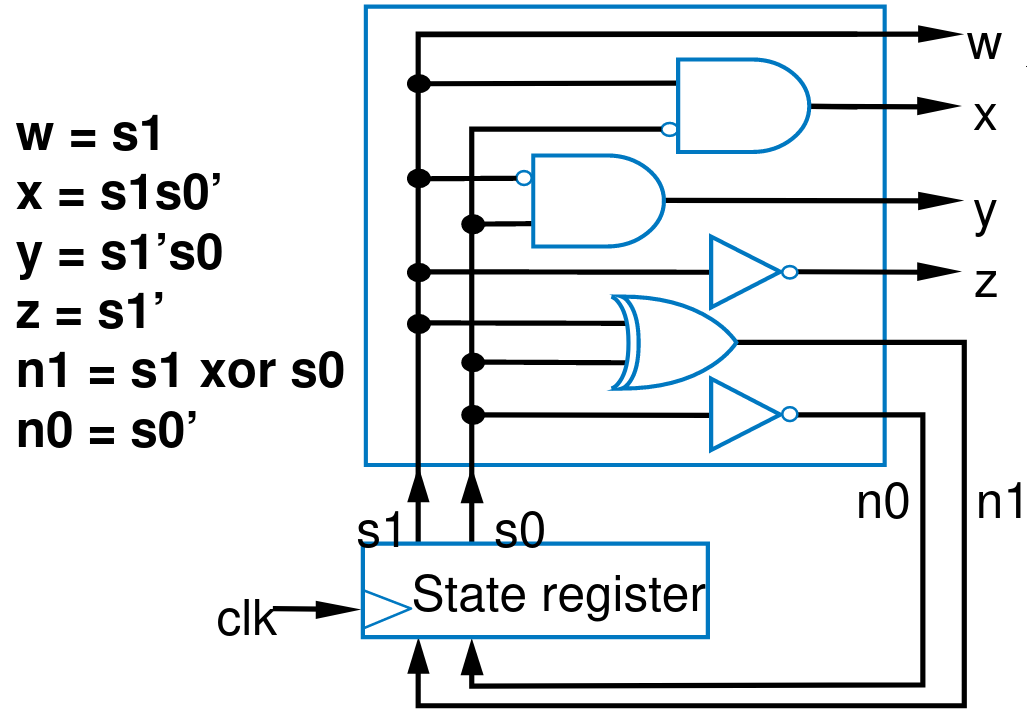 w = s1
x = s1s0’
y = s1’s0
z = s1’
n1 = s1 xor s0
n0 = s0’
w
x
y
z
n0
n1
s1
s0
clk
State register